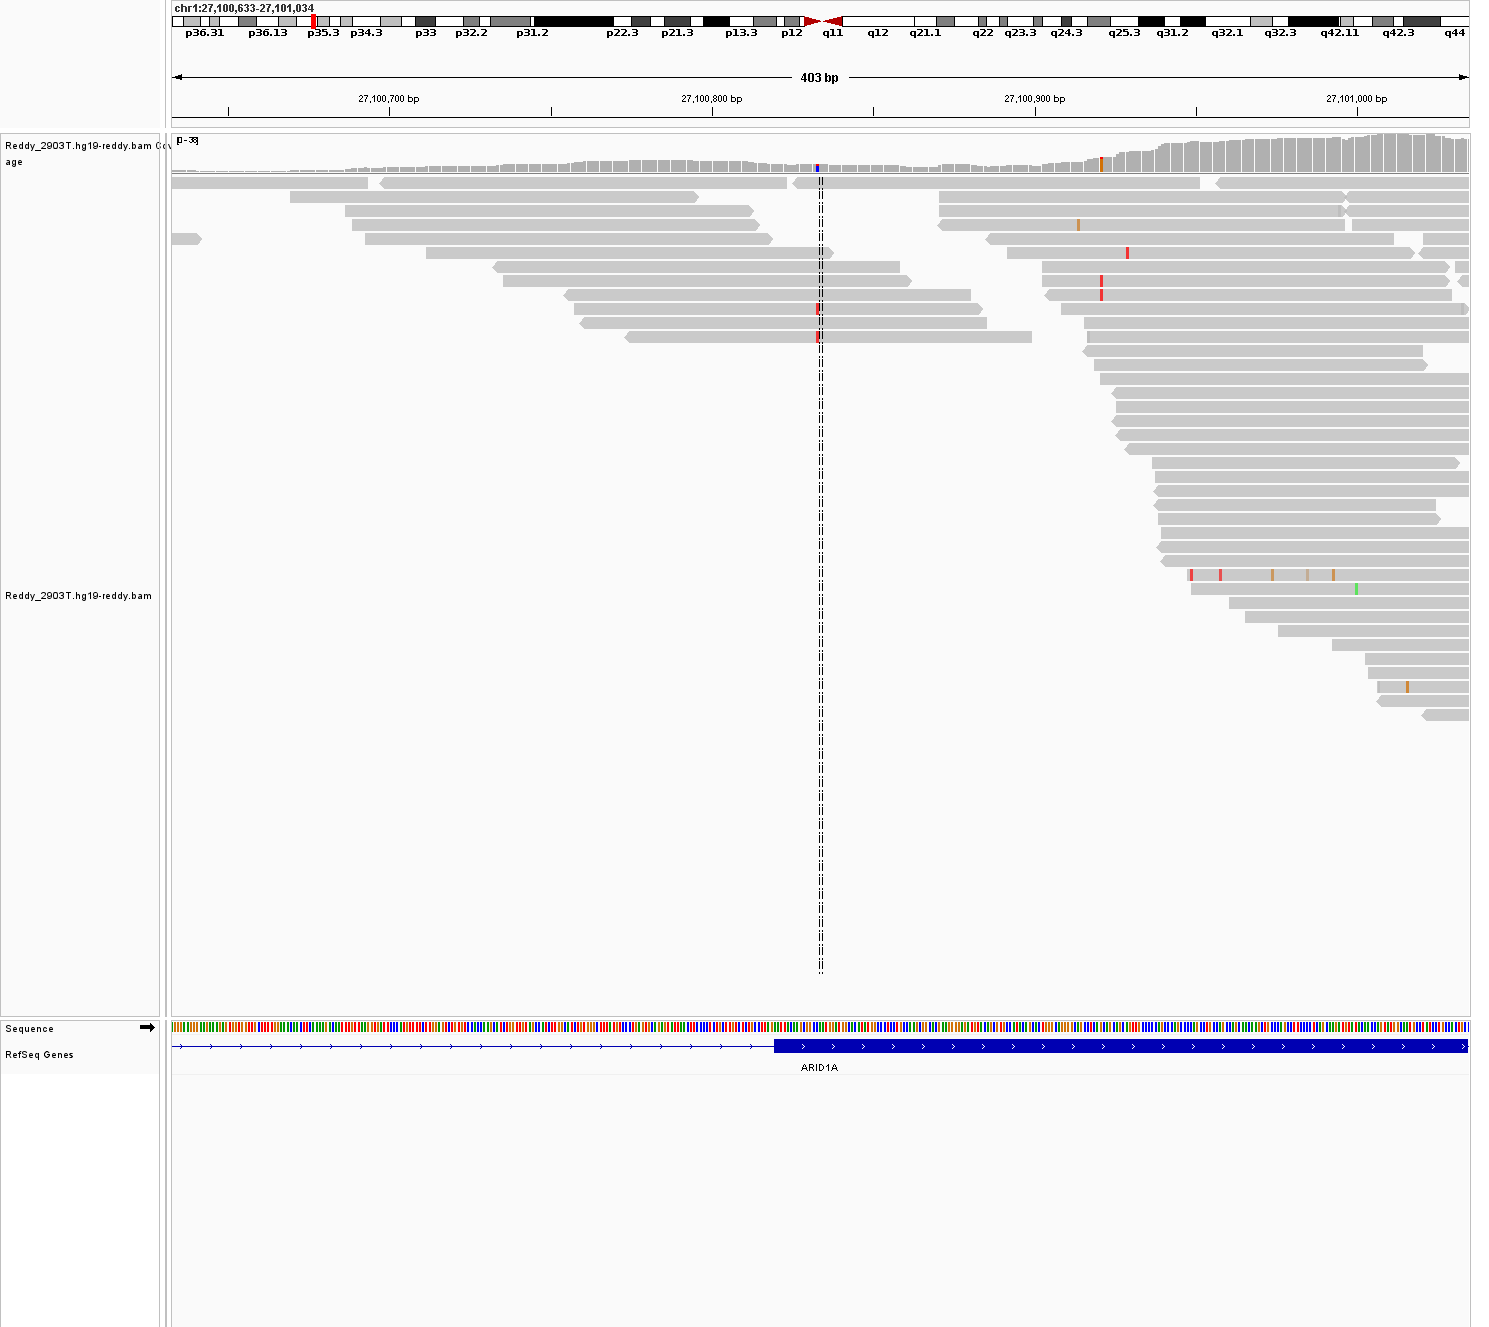 chr1:27,100,633-27,101,034
p36.31 p36.13 p35.3 p34.3 p33 p32.2 p31.2 p22.3 p21.3 p13.3 p12 q11 q12 q21.1 q22 q23.3 q24.3 q25.3 q31.2 q32.1 q32.3 q42.11 q42.3 q44
403 bp
27,100,700 bp 27,100,800 bp 27,100,900 bp 27,101,000 bp
[0-38]
Reddy_2903T.hg19-reddy.bam Cov
age
Reddy_2903T.hg19-reddy.bam
Sequence
RefSeq Genes
ARID1A